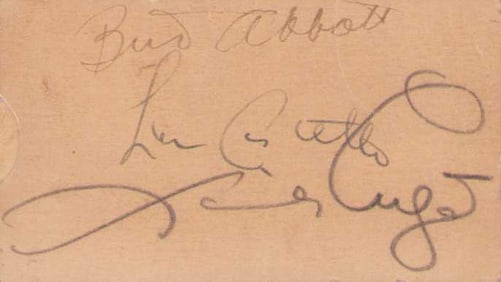 Bud Abbott
Lou Costello
Xavier Cugat